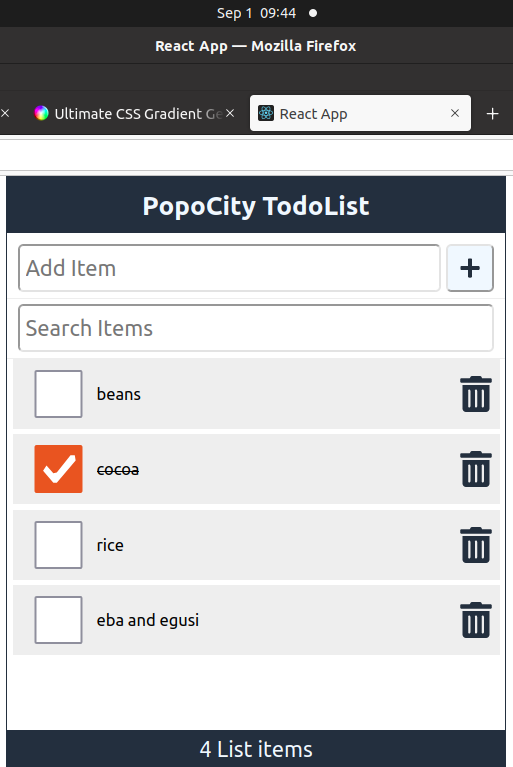 Sep 1 09:44
React App — Mozilla Firefox
Ultimate CSS Gradient Ge
React App
PopoCity TodoList
Add Item
Search Items
beans
cocoa
rice
eba and egusi
4 List items